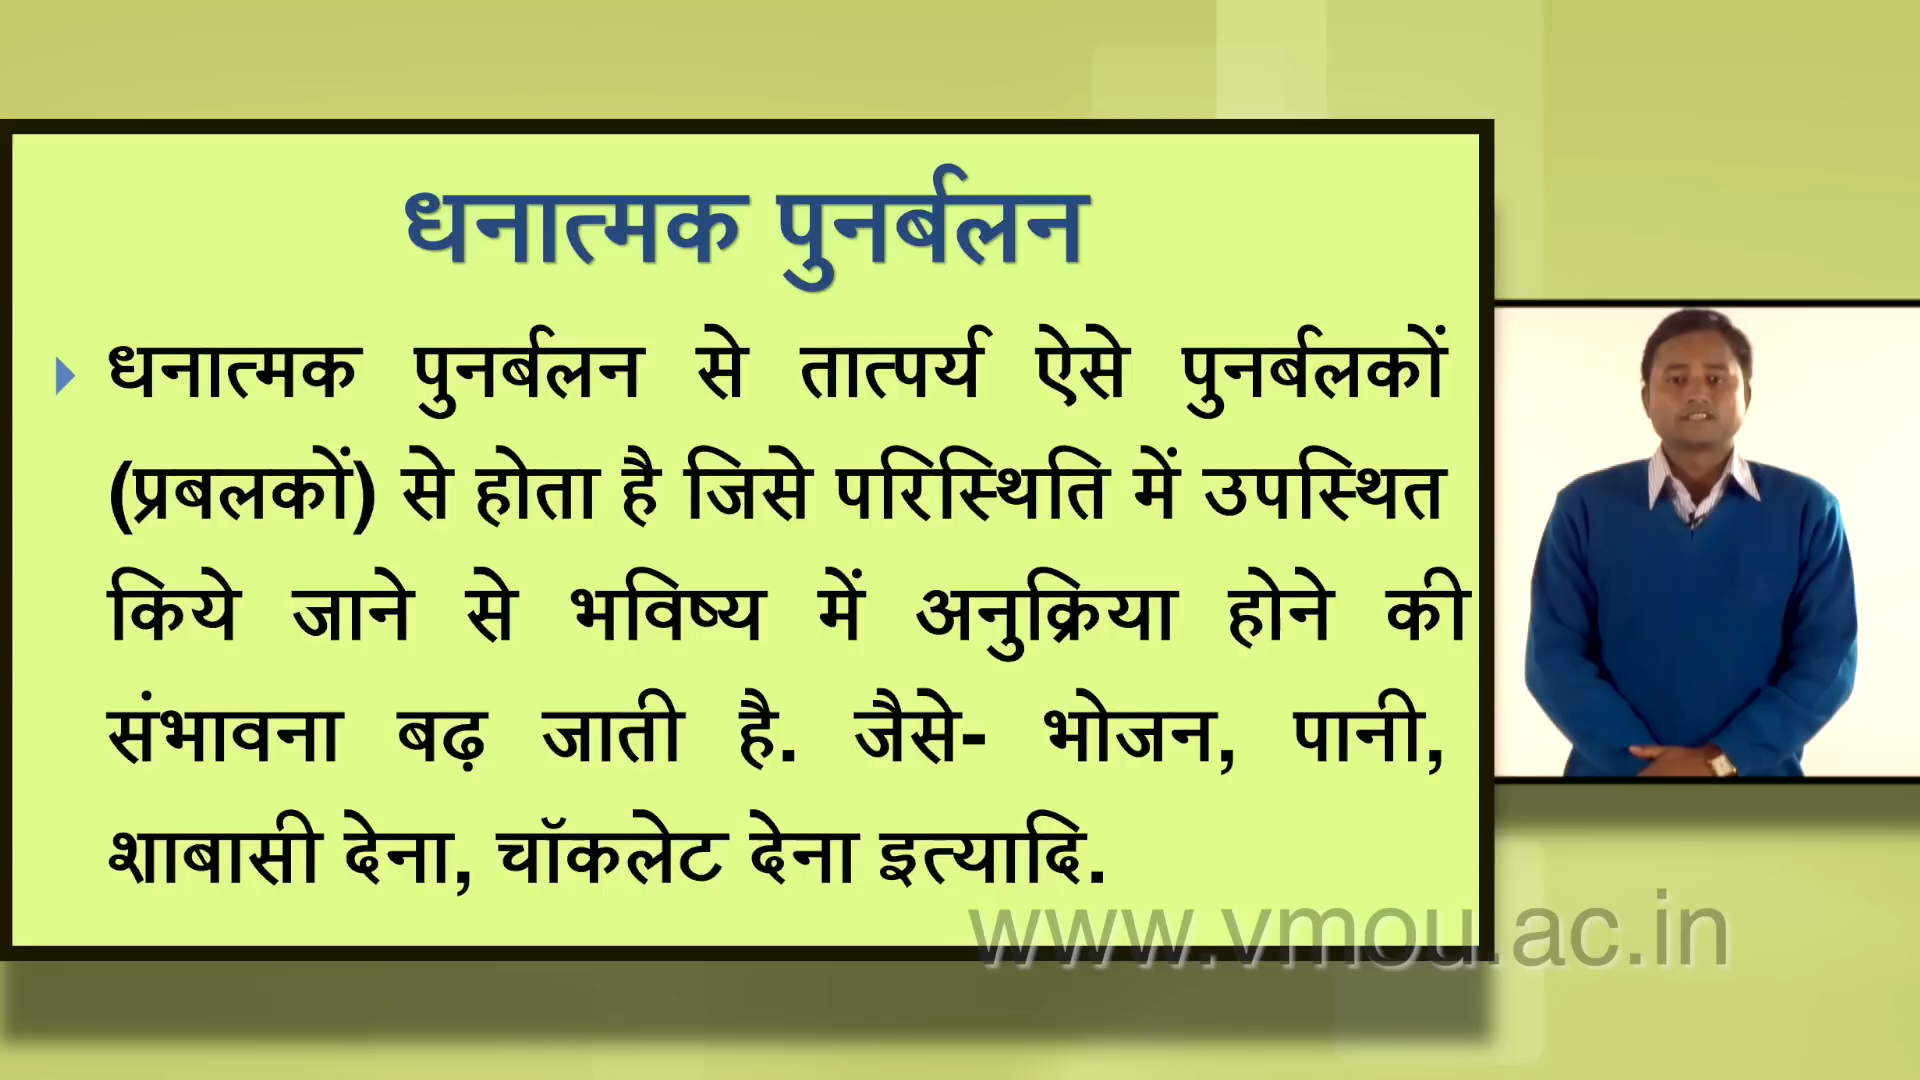 धनात्मक पुनर्बलन
धनात्मक पुनर्बलन से तात्पर्य ऐसे पुनर्बलकों
(प्रबलकों) से होता है जिसे परिस्थिति में उपस्थित
किये जाने से भविष्य में अनुक्रिया होने की
संभावना बढ़ जाती है. जैसे- भोजन, पानी,
शाबासी देना, चॉकलेट देना इत्यादि.
www.vmou.ac.in